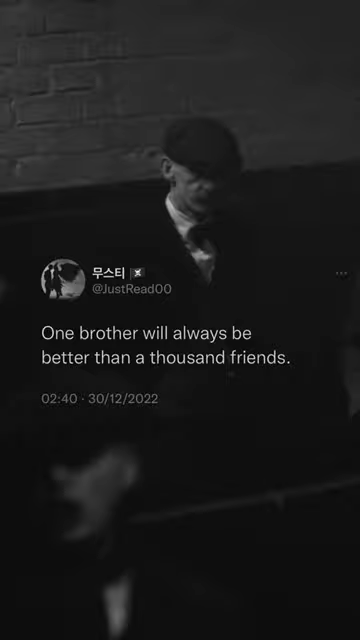 무스티 🏴‍☠️
@JustRead00
One brother will always be
better than a thousand friends.
02:40 · 30/12/2022